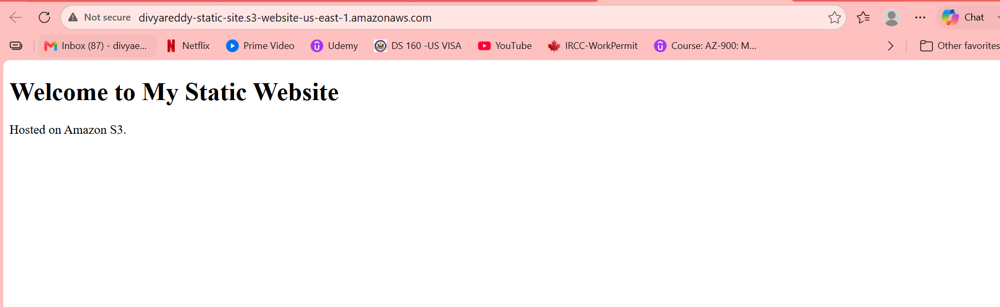 Not secure divyareddy-static-site.s3-website-us-east-1.amazonaws.com Chat
Inbox (87) - divyae... Netflix Prime Video Udemy DS 160 -US VISA YouTube IRCC-WorkPermit Course: AZ-900: M... Other favorites
Welcome to My Static Website
Hosted on Amazon S3.